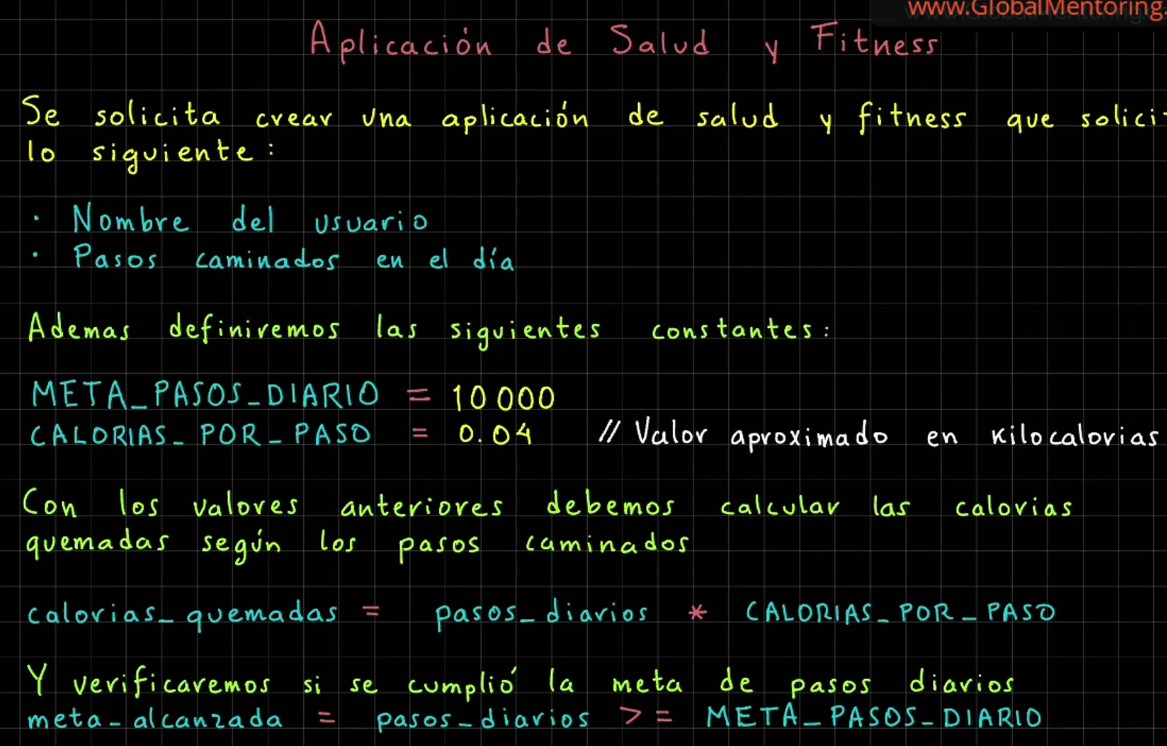 www.GlobalMentoring.
Aplicación de Salud y Fitness
Se solicita crear una aplicación de salud y fitness que solici
lo siguiente:
· Nombre del usuario
· Pasos caminados en el día
Ademas definiremos las siguientes constantes:
META_PASOS_DIARIO = 10000
CALORIAS_POR_PASO = 0.04 // Valor aproximado en kilocalorias
Con los valores anteriores debemos calcular las calorias
quemadas según los pasos caminados
calorias_quemadas = pasos_diarios * CALORIAS_POR_PASO
Y verificaremos si se cumplió la meta de pasos diarios
meta_alcanzada = pasos_diarios >= META_PASOS_DIARIO